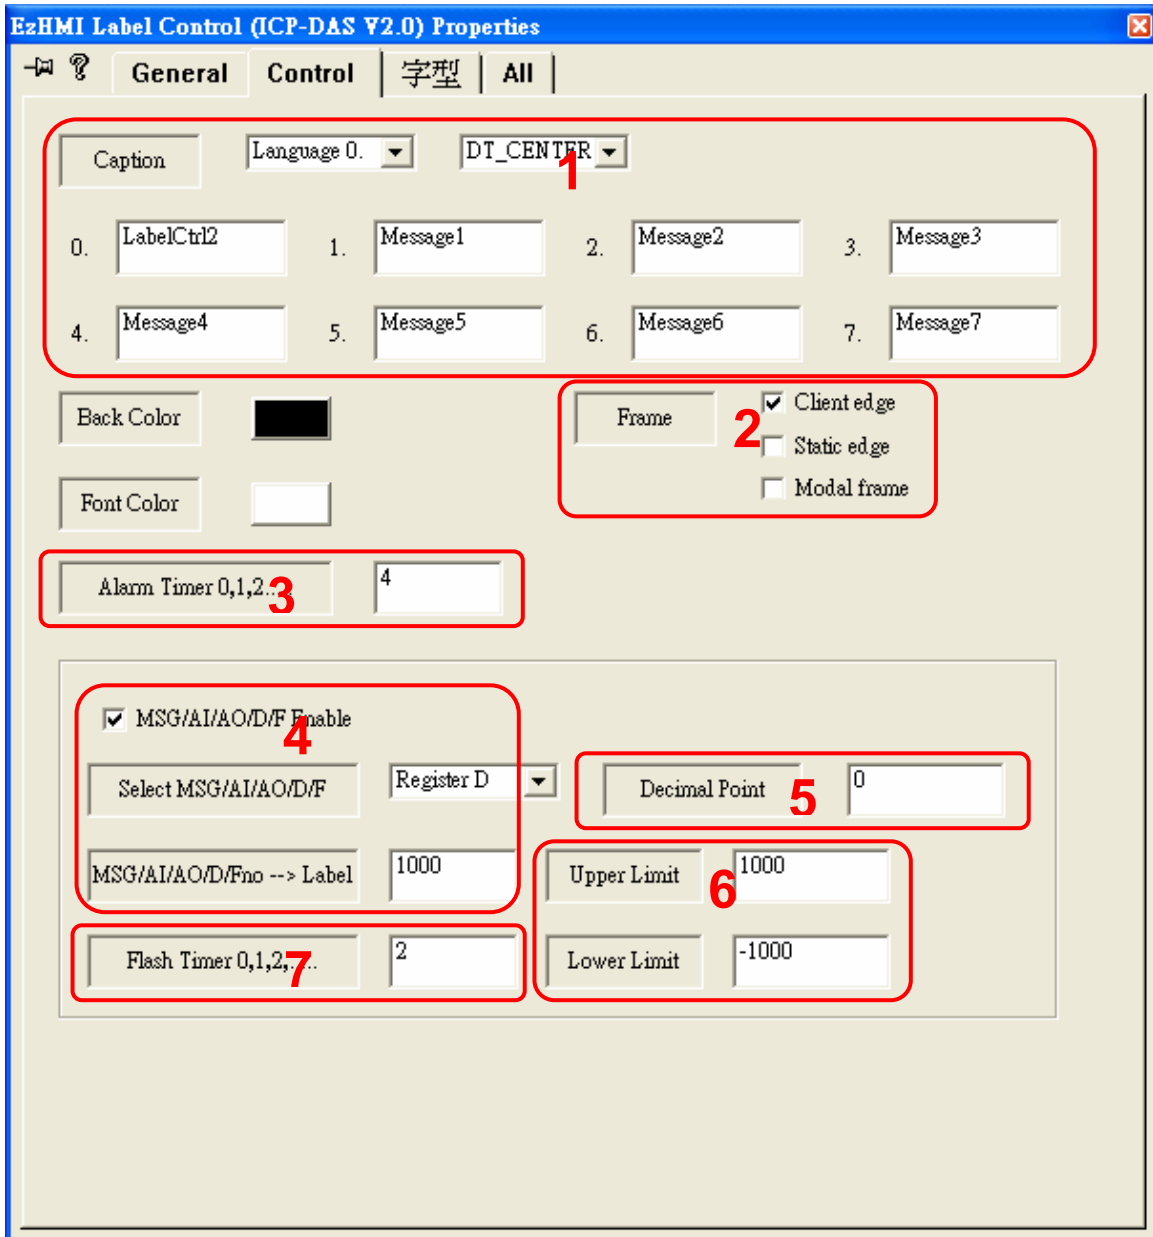 EzHMI Label Control (ICP-DAS V2.0) Properties
General Control 字型 All
Caption Language 0. DT_CENTER
1
0. LabelCtrl2 1. Message1 2. Message2 3. Message3
4. Message4 5. Message5 6. Message6 7. Message7
Back Color
Frame
2
Client edge
Static edge
Modal frame
Font Color
Alarm Timer 0,1,2.... 4
3
MSG/AI/AO/D/F Enable
4
Select MSG/AI/AO/D/F Register D
Decimal Point 0
5
MSG/AI/AO/D/Fno --> Label 1000
Upper Limit 1000
6
Flash Timer 0,1,2,.... 2
7
Lower Limit -1000